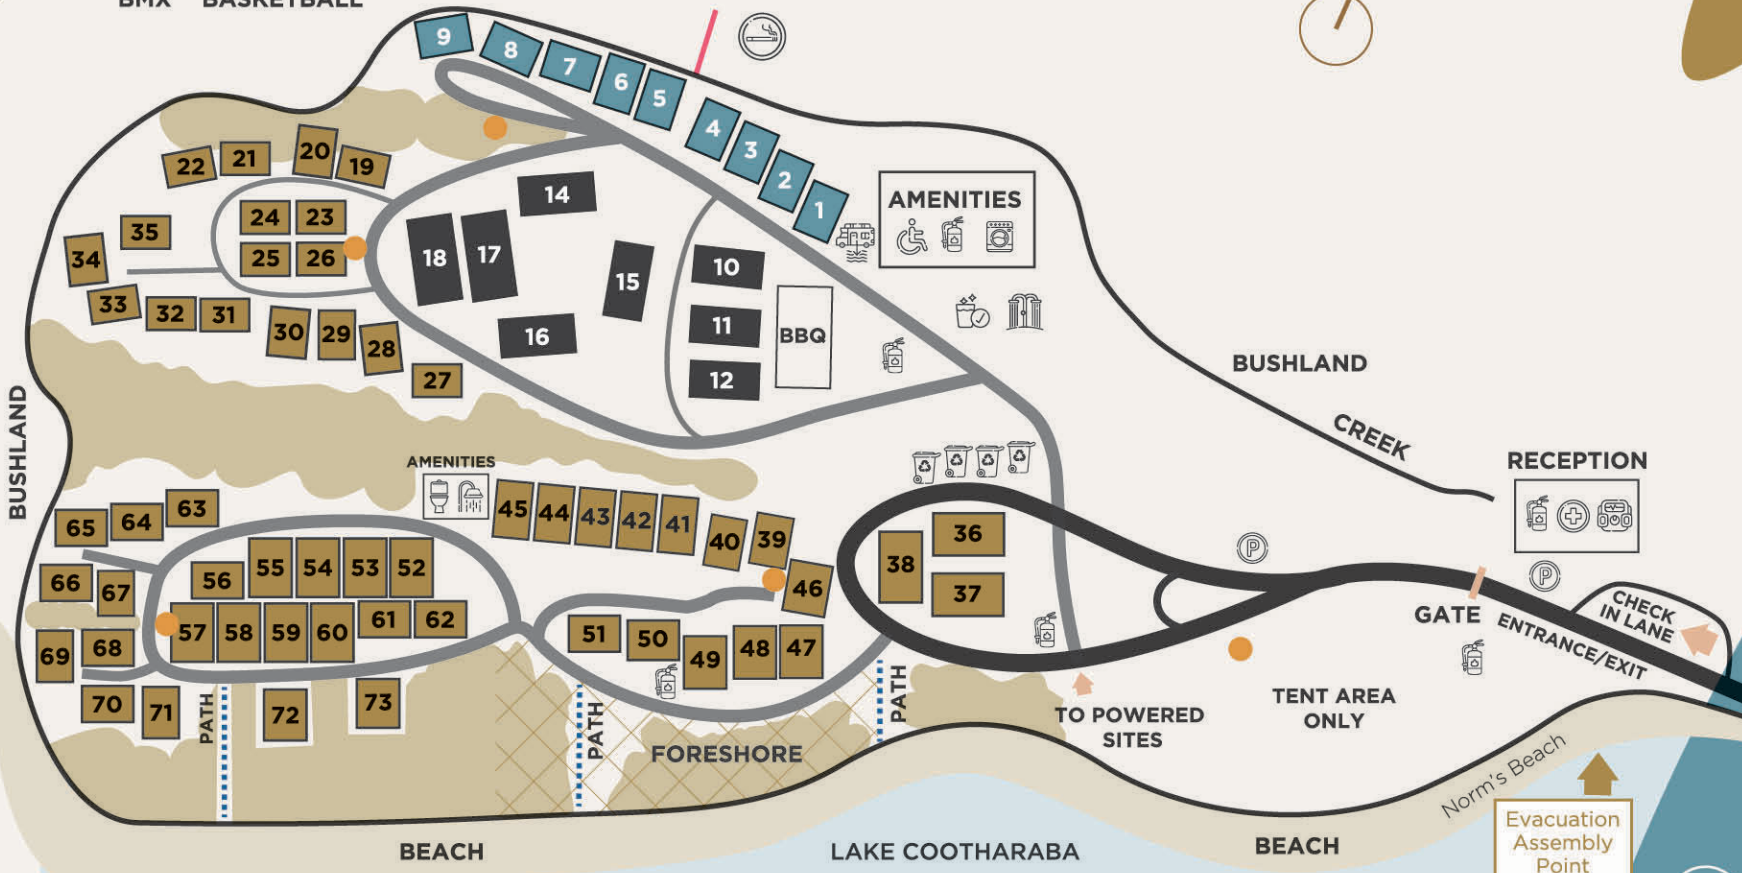 BMX BASKETBALL
9
8
7
6
5
4
3
2
1
AMENITIES
22
21
20
19
24
23
25
26
35
34
33
32
31
30
29
28
27
14
18
17
15
16
10
11
12
BBQ
BUSHLAND
BUSHLAND
CREEK
RECEPTION
AMENITIES
45
44
43
42
41
40
39
46
38
36
37
P
P
GATE
CHECK
IN LANE
ENTRANCE/EXIT
65
64
63
66
67
56
55
54
53
52
57
58
59
60
61
62
69
68
70
71
72
73
51
50
49
48
47
PATH
PATH
PATH
FORESHORE
TO POWERED
SITES
TENT AREA
ONLY
Norm's Beach
BEACH
LAKE COOTHARABA
BEACH
Evacuation
Assembly
Point